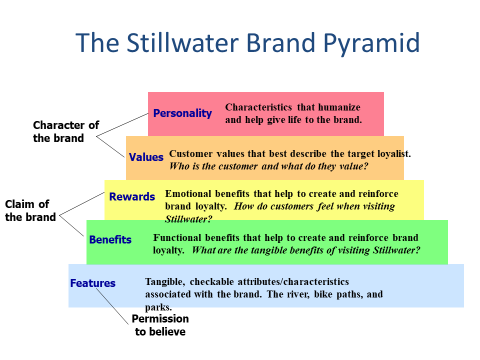 The Stillwater Brand Pyramid
Character of
the brand
Personality
Characteristics that humanize
and help give life to the brand.
Values
Customer values that best describe the target loyalist.
Who is the customer and what do they value?
Claim of
the brand
Rewards
Emotional benefits that help to create and reinforce
brand loyalty. How do customers feel when visiting
Stillwater?
Benefits
Functional benefits that help to create and reinforce brand
loyalty. What are the tangible benefits of visiting Stillwater?
Features
Tangible, checkable attributes/characteristics
associated with the brand. The river, bike paths, and
parks.
Permission
to believe